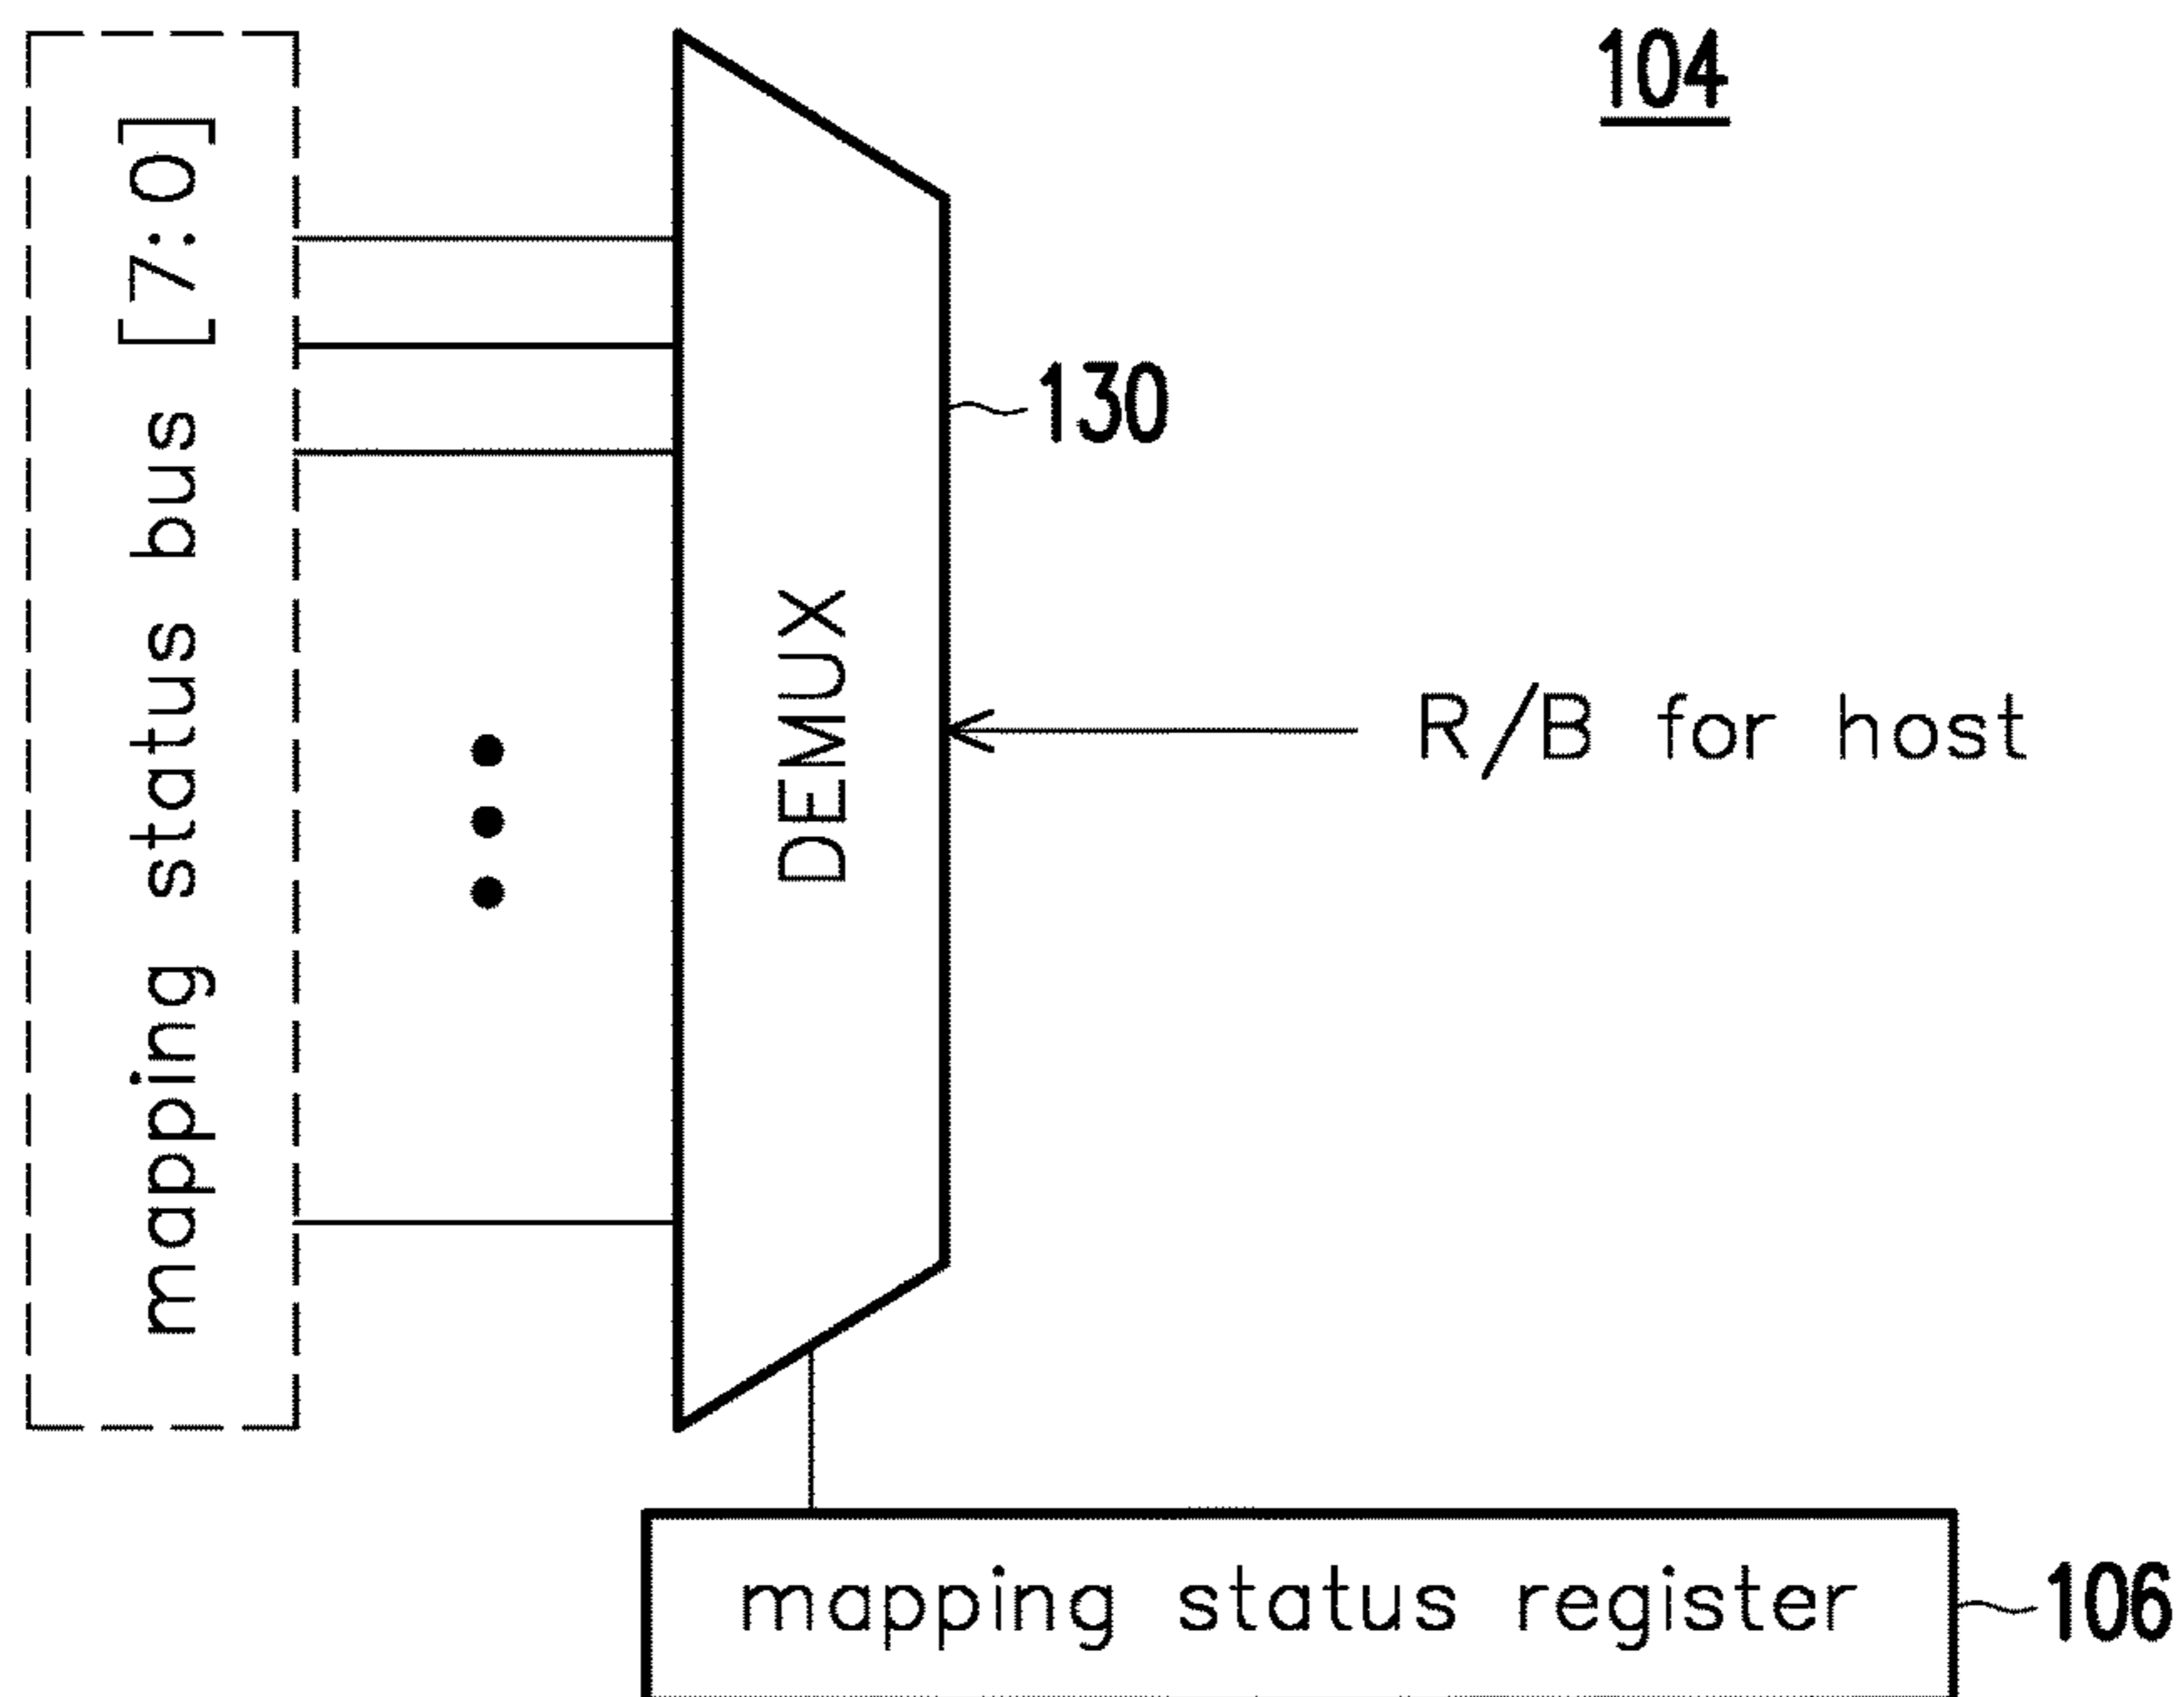 mapping status bus [7:0]
104
130
DEMUX
R/B for host
mapping status register
106